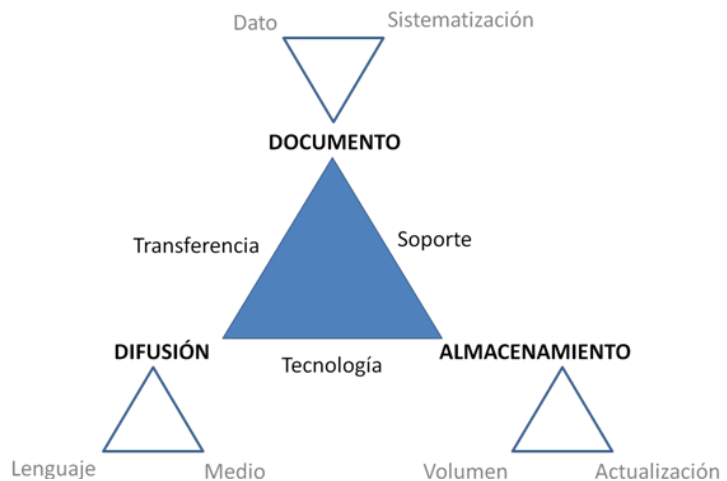 Dato
Sistematización
DOCUMENTO
Transferencia
Soporte
DIFUSIÓN
Tecnología
ALMACENAMIENTO
Lenguaje
Medio
Volumen
Actualización